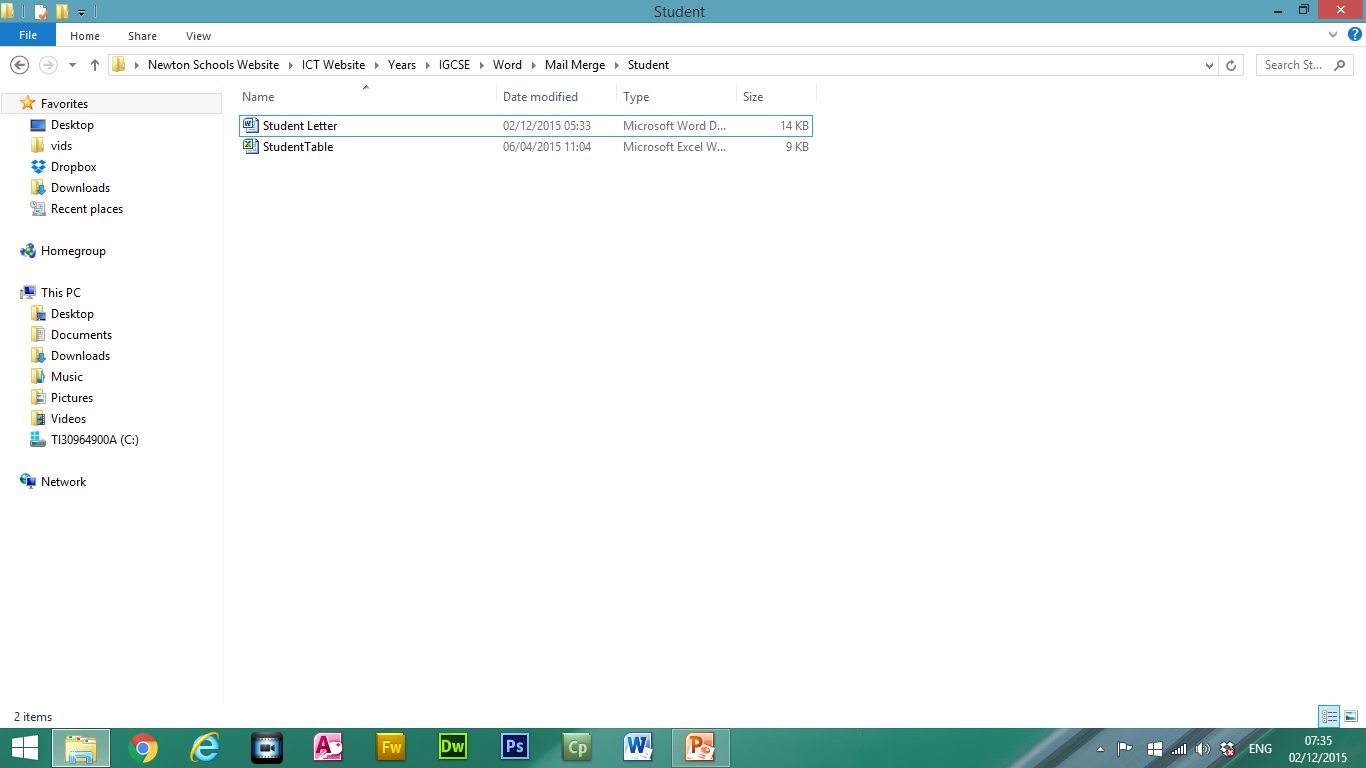 Student
File Home Share View
Newton Schools Website ICT Website Years IGCSE Word Mail Merge Student
Search St...
Name Date modified Type Size
Student Letter 02/12/2015 05:33 Microsoft Word D... 14 KB
StudentTable 06/04/2015 11:04 Microsoft Excel W... 9 KB
Favorites
Desktop
vids
Dropbox
Downloads
Recent places
Homegroup
This PC
Desktop
Documents
Downloads
Music
Pictures
Videos
TI30964900A (C:)
Network
2 items
A Fw Dw Ps Cp W P
ENG
07:35
02/12/2015